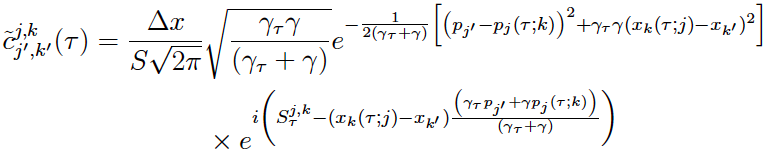 \tilde{c}^{j,k}_{j',k'}(\tau) = \frac{\Delta x}{S\sqrt{2\pi}} \sqrt{\frac{\gamma_\tau \gamma}{(\gamma_\tau + \gamma)}} e^{-\frac{1}{2(\gamma_\tau + \gamma)} \left[ \left( p_{j'} - p_j(\tau;k) \right)^2 + \gamma_\tau \gamma (x_k(\tau;j) - x_{k'})^2 \right]}
\times e^{i \left( S^{j,k}_\tau - (x_k(\tau;j) - x_{k'}) \frac{\left( \gamma_\tau p_{j'} + \gamma p_j(\tau;k) \right)}{(\gamma_\tau + \gamma)} \right)}